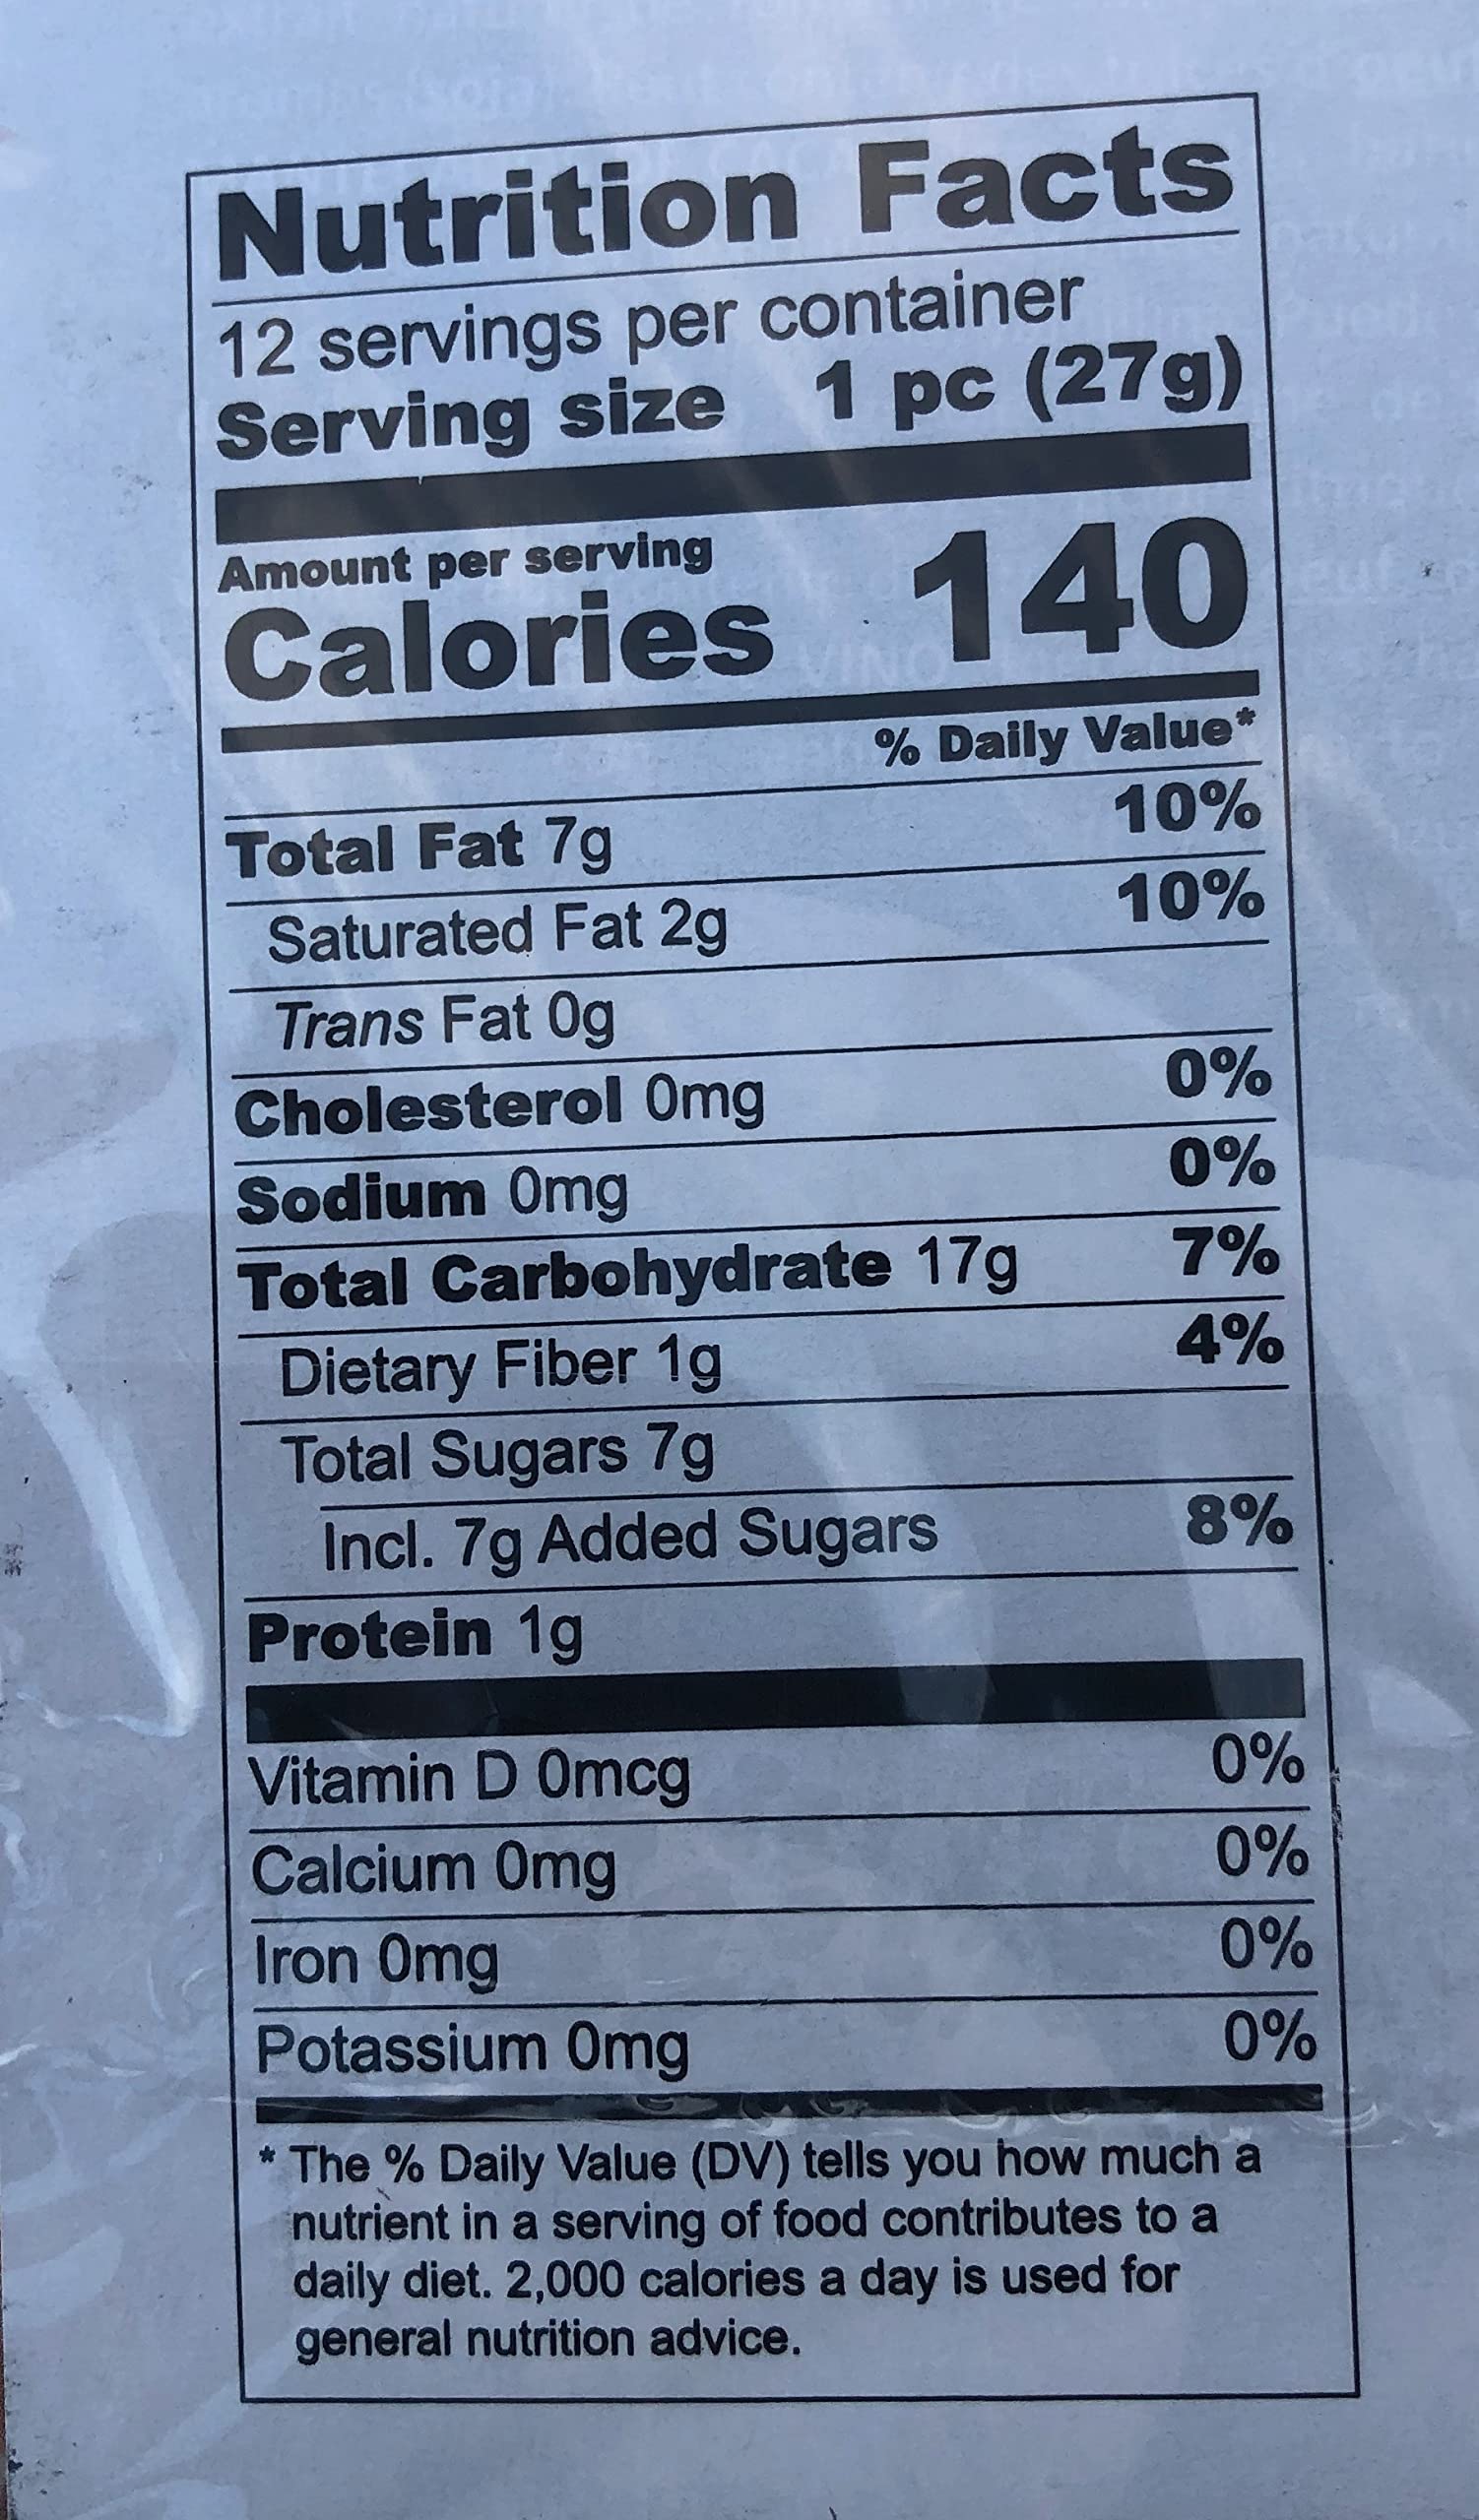 Nutrition Facts
12 servings per container
Serving size 1 pc (27g)
Amount per serving
Calories 140
% Daily Value*
Total Fat 7g 10%
Saturated Fat 2g 10%
Trans Fat 0g
Cholesterol 0mg 0%
Sodium 0mg 0%
Total Carbohydrate 17g 7%
Dietary Fiber 1g 4%
Total Sugars 7g
Incl. 7g Added Sugars 8%
Protein 1g
Vitamin D 0mcg 0%
Calcium 0mg 0%
Iron 0mg 0%
Potassium 0mg 0%
* The % Daily Value (DV) tells you how much a
nutrient in a serving of food contributes to a
daily diet. 2,000 calories a day is used for
general nutrition advice.